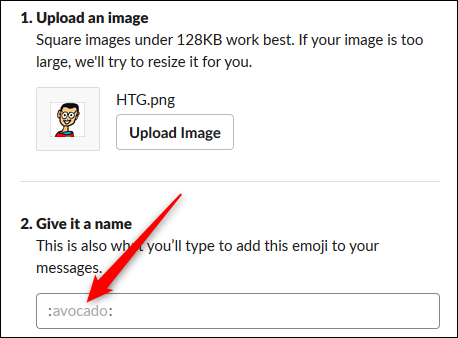 1. Upload an image
Square images under 128KB work best. If your image is too
large, we'll try to resize it for you.
HTG.png
Upload Image
2. Give it a name
This is also what you'll type to add this emoji to your
messages.
:avocado: